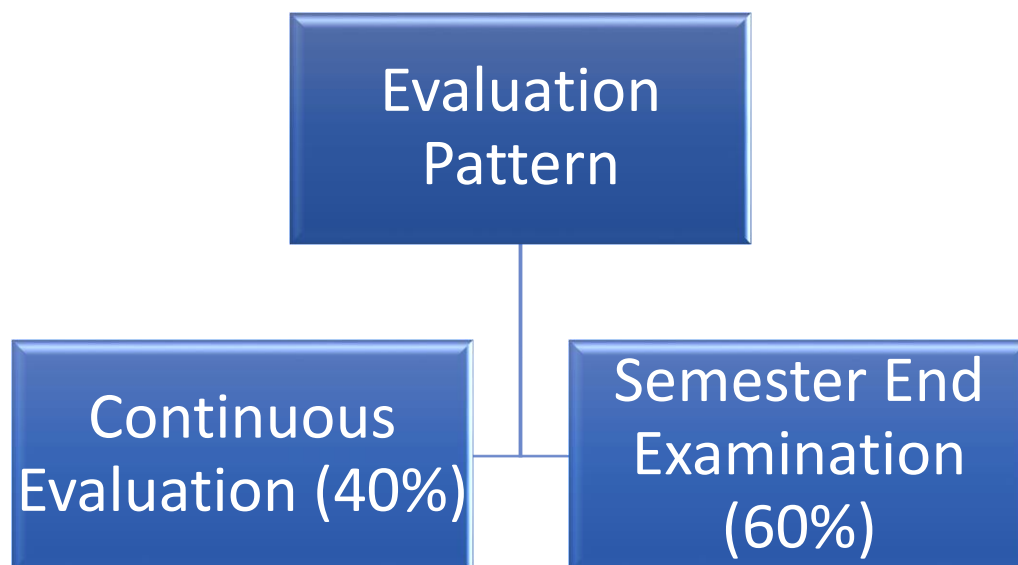 Evaluation
Pattern
Continuous
Evaluation (40%)
Semester End
Examination
(60%)